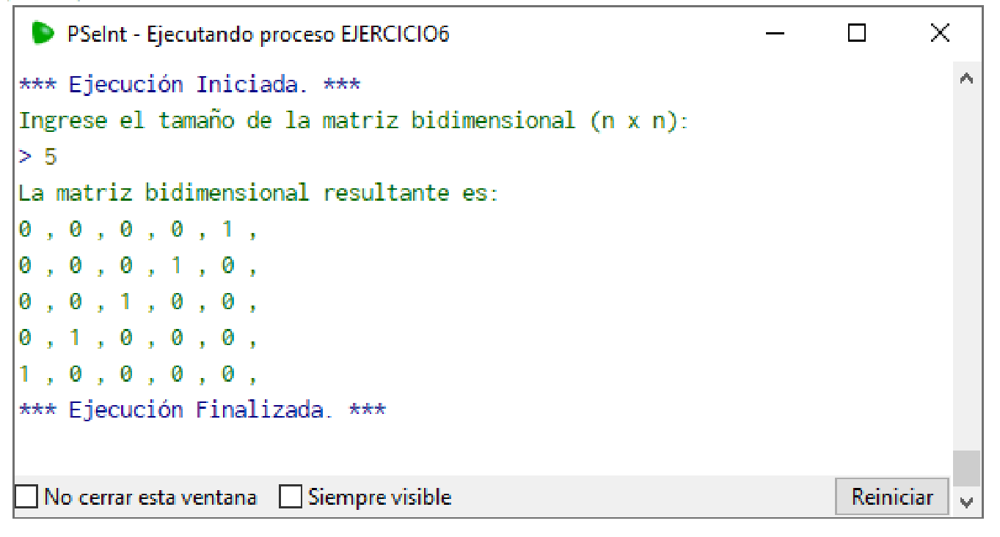 PSeInt - Ejecutando proceso EJERCICIO6
*** Ejecución Iniciada. ***
Ingrese el tamaño de la matriz bidimensional (n x n):
> 5
La matriz bidimensional resultante es:
0 , 0 , 0 , 0 , 1 ,
0 , 0 , 0 , 1 , 0 ,
0 , 0 , 1 , 0 , 0 ,
0 , 1 , 0 , 0 , 0 ,
1 , 0 , 0 , 0 , 0 ,
*** Ejecución Finalizada. ***
No cerrar esta ventana Siempre visible Reiniciar